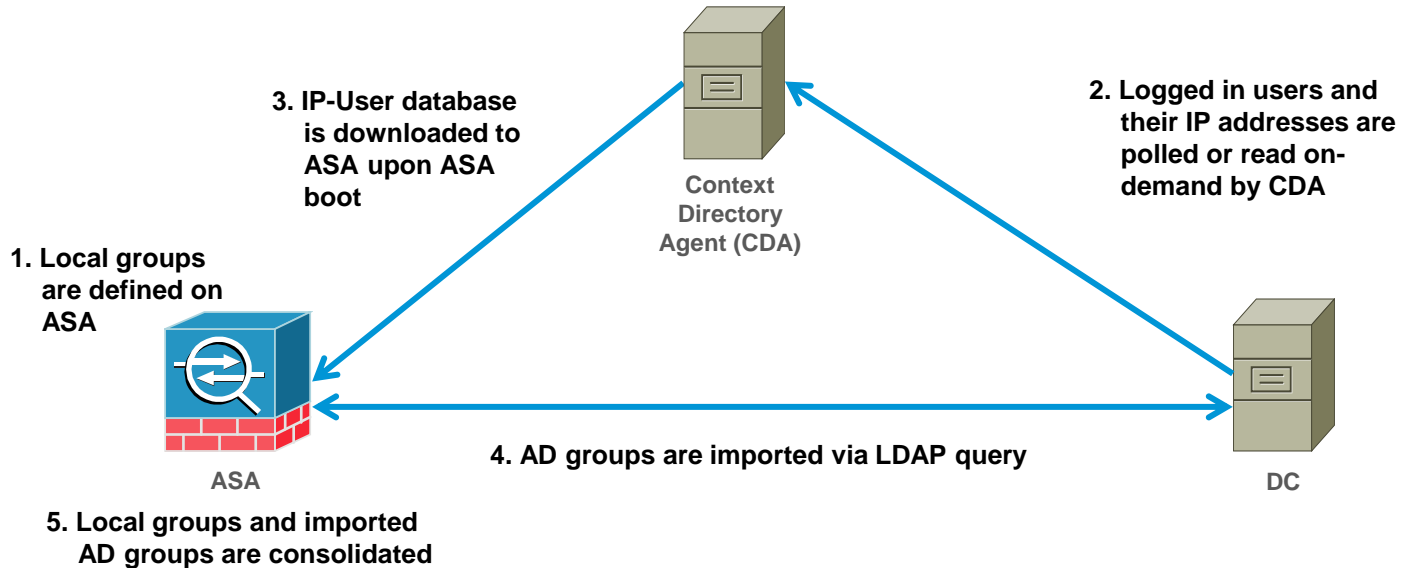 3. IP-User database
is downloaded to
ASA upon ASA
boot
2. Logged in users and
their IP addresses are
polled or read on-
demand by CDA
Context
Directory
Agent (CDA)
1. Local groups
are defined on
ASA
4. AD groups are imported via LDAP query
ASA
DC
5. Local groups and imported
AD groups are consolidated